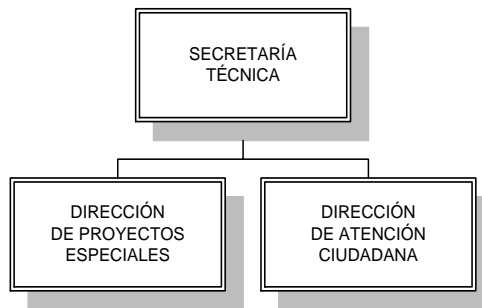 SECRETARÍA
TÉCNICA
DIRECCIÓN
DE PROYECTOS
ESPECIALES
DIRECCIÓN
DE ATENCIÓN
CIUDADANA